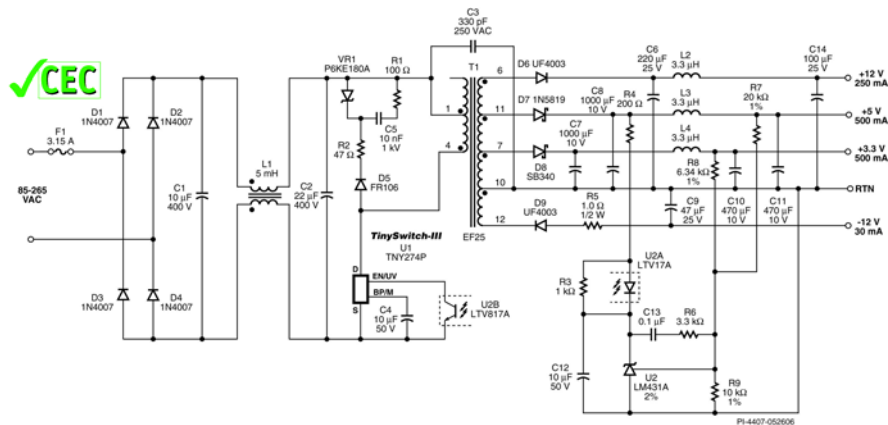 CEC
F1
3.15 A
85-265
VAC
D1
1N4007
D2
1N4007
D3
1N4007
D4
1N4007
C1
10 µF
400 V
L1
5 mH
C2
22 µF
400 V
VR1
P6KE180A
R1
100 Ω
C5
10 nF
1 kV
R2
47 Ω
D5
FR106
C3
330 pF
250 VAC
T1
1
4
6
11
7
10
12
EF25
TinySwitch-III
U1
TNY274P
D
S
EN/UV
BP/M
C4
10 µF
50 V
U2B
LTV817A
D6 UF4003
D7 1N5819
C7
1000 µF
10 V
C8
1000 µF
10 V
D8
SB340
D9
UF4003
R5
1.0 Ω
1/2 W
R4
200 Ω
C6
220 µF
25 V
L2
3.3 µH
L3
3.3 µH
L4
3.3 µH
R7
20 kΩ
1%
R8
6.34 kΩ
1%
C14
100 µF
25 V
C9
47 µF
25 V
C10
470 µF
10 V
C11
470 µF
10 V
+12 V
250 mA
+5 V
500 mA
+3.3 V
500 mA
RTN
-12 V
30 mA
R3
1 kΩ
U2A
LTV17A
C13
0.1 µF
R6
3.3 kΩ
C12
10 µF
50 V
U2
LM431A
2%
R9
10 kΩ
1%
PI-4407-052606